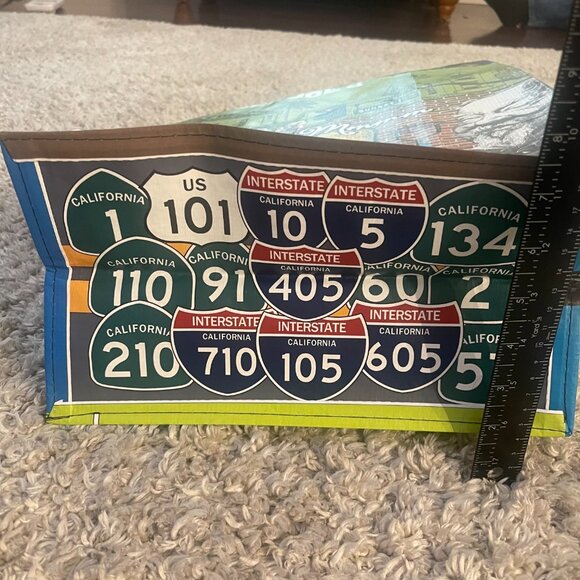 CALIFORNIA
1
US
101
INTERSTATE
CALIFORNIA
10
INTERSTATE
CALIFORNIA
5
CALIFORNIA
134
CALIFORNIA
110
CALIFORNIA
91
INTERSTATE
CALIFORNIA
405
CALIFORNIA
60
CALIFORNIA
2
CALIFORNIA
210
INTERSTATE
CALIFORNIA
710
INTERSTATE
CALIFORNIA
105
INTERSTATE
CALIFORNIA
605
57